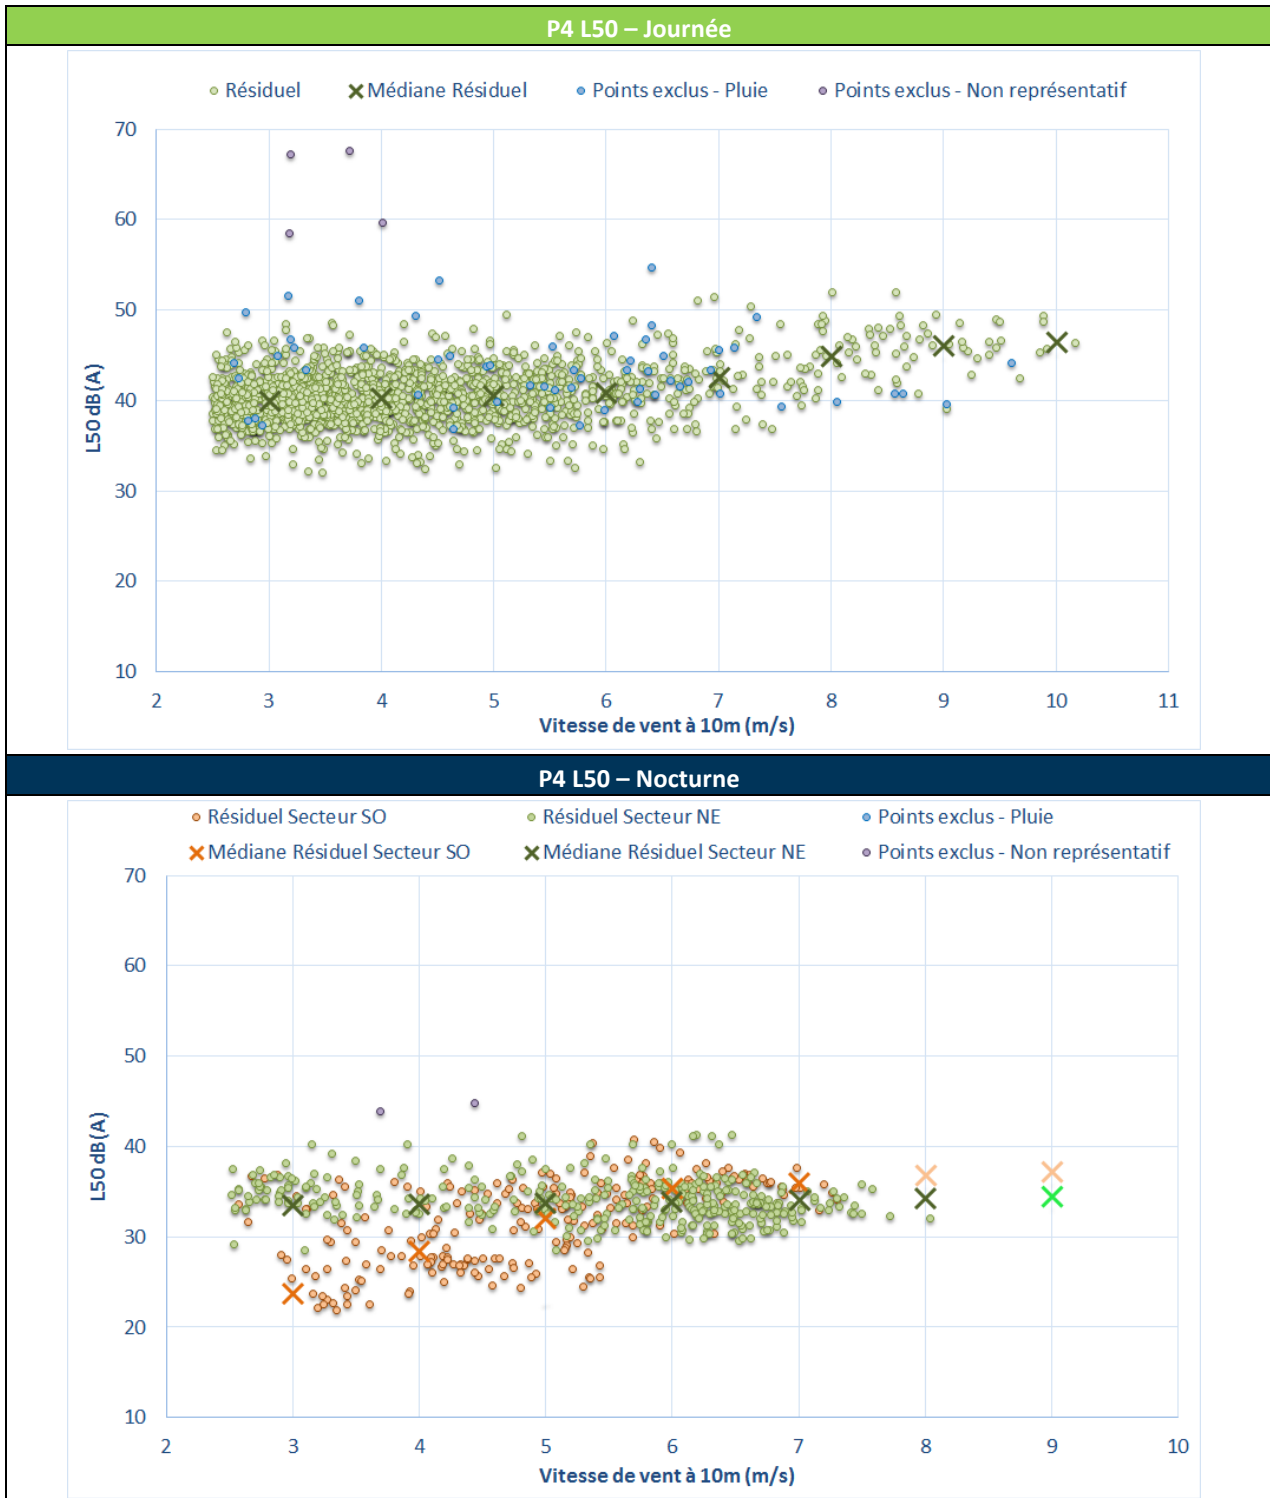 P4 L50 – Journée
Résiduel Médiane Résiduel Points exclus - Pluie Points exclus - Non représentatif
70
60
50
40
30
20
10
L50 dB(A)
2 3 4 5 6 7 8 9 10 11
Vitesse de vent à 10m (m/s)
P4 L50 – Nocturne
Résiduel Secteur SO Résiduel Secteur NE Points exclus - Pluie
Médiane Résiduel Secteur SO Médiane Résiduel Secteur NE Points exclus - Non représentatif
70
60
50
40
30
20
10
L50 dB(A)
2 3 4 5 6 7 8 9 10
Vitesse de vent à 10m (m/s)